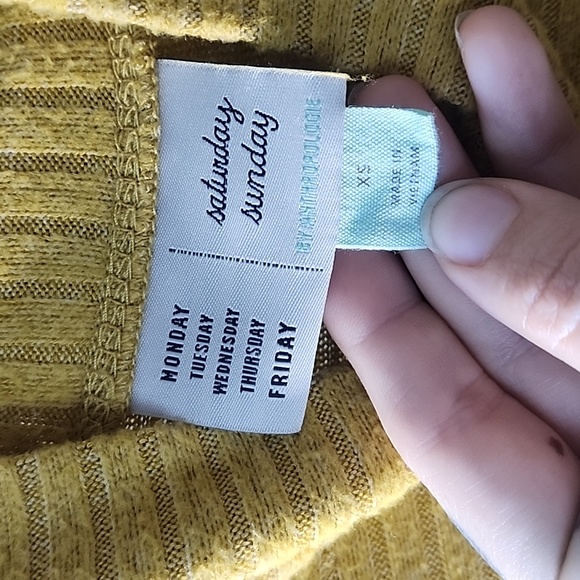 saturday
sunday
BY ANTHROPOLOGIE
MONDAY
TUESDAY
WEDNESDAY
THURSDAY
FRIDAY
XS
MADE IN
VIETNAM